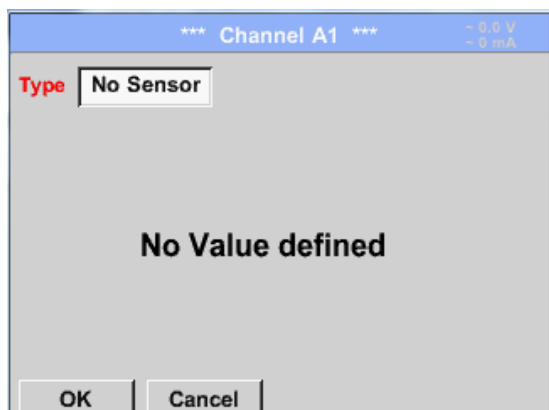 *** Channel A1 ***
~ 0.0 V
~ 0 mA
Type No Sensor
No Value defined
OK Cancel